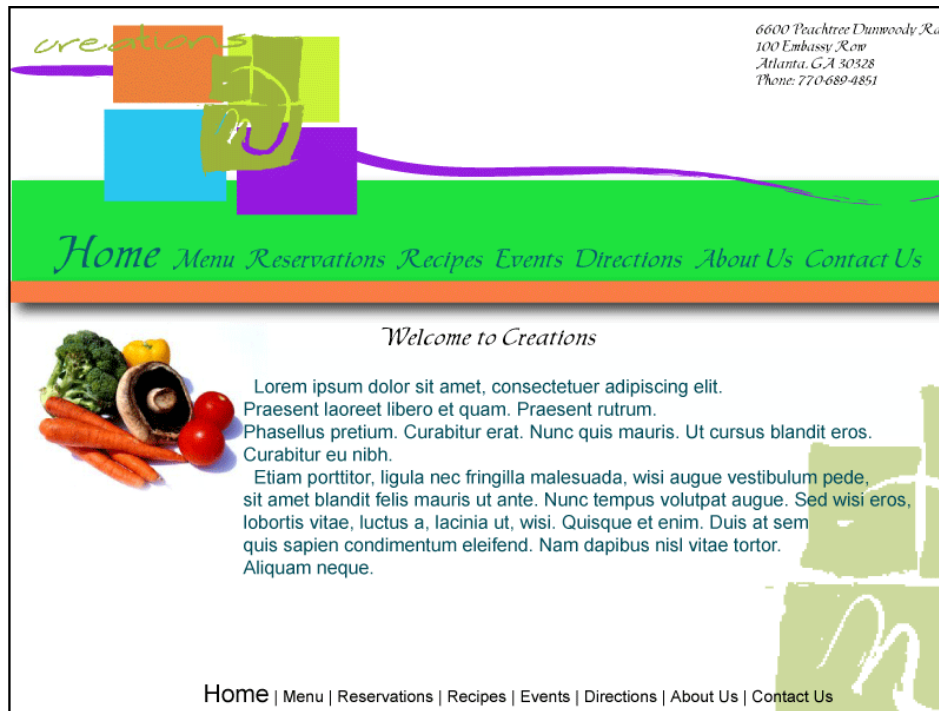 creations
6600 Peachtree Dunwoody Rd
100 Embassy Row
Atlanta, GA 30328
Phone: 770-689-4851
Home Menu Reservations Recipes Events Directions About Us Contact Us
Welcome to Creations
Lorem ipsum dolor sit amet, consectetuer adipiscing elit.
Praesent laoreet libero et quam. Praesent rutrum.
Phasellus pretium. Curabitur erat. Nunc quis mauris. Ut cursus blandit eros.
Curabitur eu nibh.
Etiam porttitor, ligula nec fringilla malesuada, wisi augue vestibulum pede,
sit amet blandit felis mauris ut ante. Nunc tempus volutpat augue. Sed wisi eros,
lobortis vitae, luctus a, lacinia ut, wisi. Quisque et enim. Duis at sem
quis sapien condimentum eleifend. Nam dapibus nisl vitae tortor.
Aliquam neque.
Home | Menu | Reservations | Recipes | Events | Directions | About Us | Contact Us